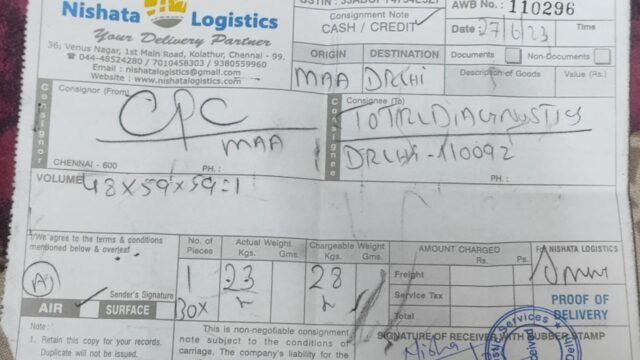 Nishata Logistics
Your Delivery Partner
36, Venus Nagar, 1st Main Road, Kolathur, Chennai - 99.
044-48524280 / 7010458303 / 9380559960
Email : nishatalogistics@gmail.com
Website : www.nishatalogistics.com
Consignment Note
CASH / CREDIT
AWB No. : 110296
Date : 27/6/23
ORIGIN DESTINATION
Documents Non-Documents
MAA DELHI
Description of Goods Value (Rs.)
Consignor
Consignor (From)
CPC
MAA
CHENNAI - 600 PH. :
Consignee
Consignee (To)
TOTAL DIAGNOSTICS
DELHI-110092
PH. :
VOLUME 48x59x59=1
I/We agree to the terms & conditions
mentioned below & overleaf
Sender's Signature
AIR SURFACE
No. of Pieces
Actual Weight
Kgs. Gms.
Chargeable Weight
Kgs. Gms.
AMOUNT CHARGED
Rs. Ps.
1 23 28
BOX
Freight
Service Tax
Total
For NISHATA LOGISTICS
PROOF OF
DELIVERY
Note :
1. Retain this copy for your records.
Duplicate will not be issued.
This is non-negotiable consignment
note subject to the conditions of
carriage. The company's liability for the
SIGNATURE OF RECEIVER WITH RUBBER STAMP
Nisha